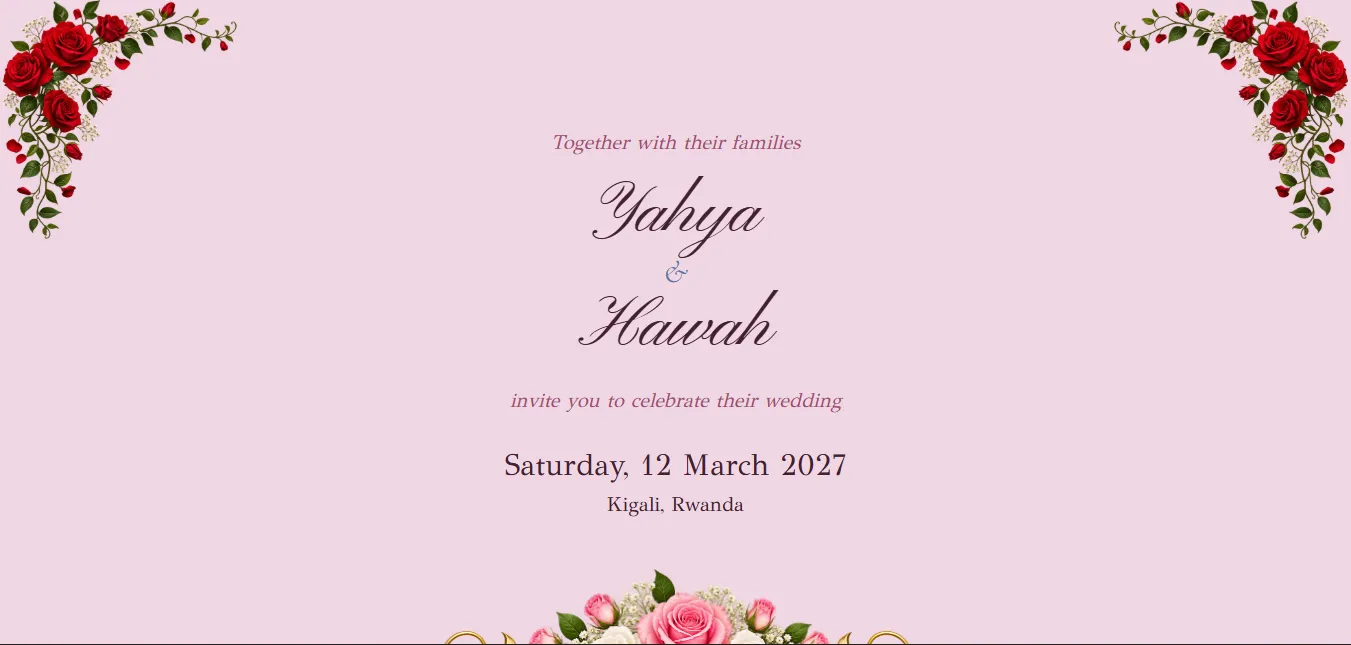 Together with their families
Yahya
&
Hawah
invite you to celebrate their wedding
Saturday, 12 March 2027
Kigali, Rwanda